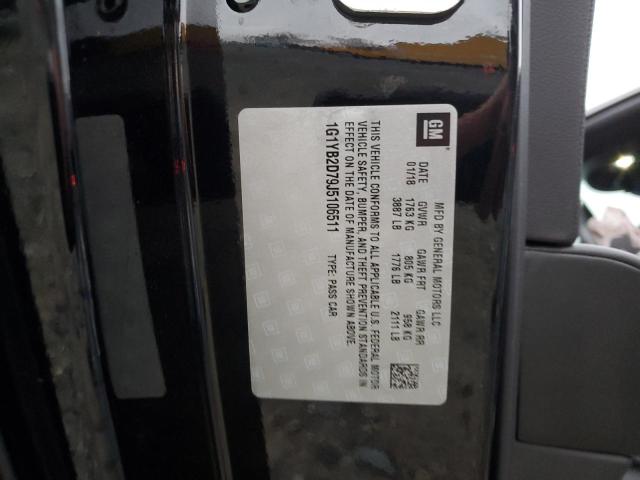 GM
MFD BY GENERAL MOTORS LLC
DATE GVWR GAWR FRT GAWR RR
01/18 1763 KG 805 KG 958 KG
3887 LB 1776 LB 2111 LB
THIS VEHICLE CONFORMS TO ALL APPLICABLE U.S. FEDERAL MOTOR
VEHICLE SAFETY, BUMPER, AND THEFT PREVENTION STANDARDS IN
EFFECT ON THE DATE OF MANUFACTURE SHOWN ABOVE.
1G1YB2D79J5106511 TYPE: PASS CAR